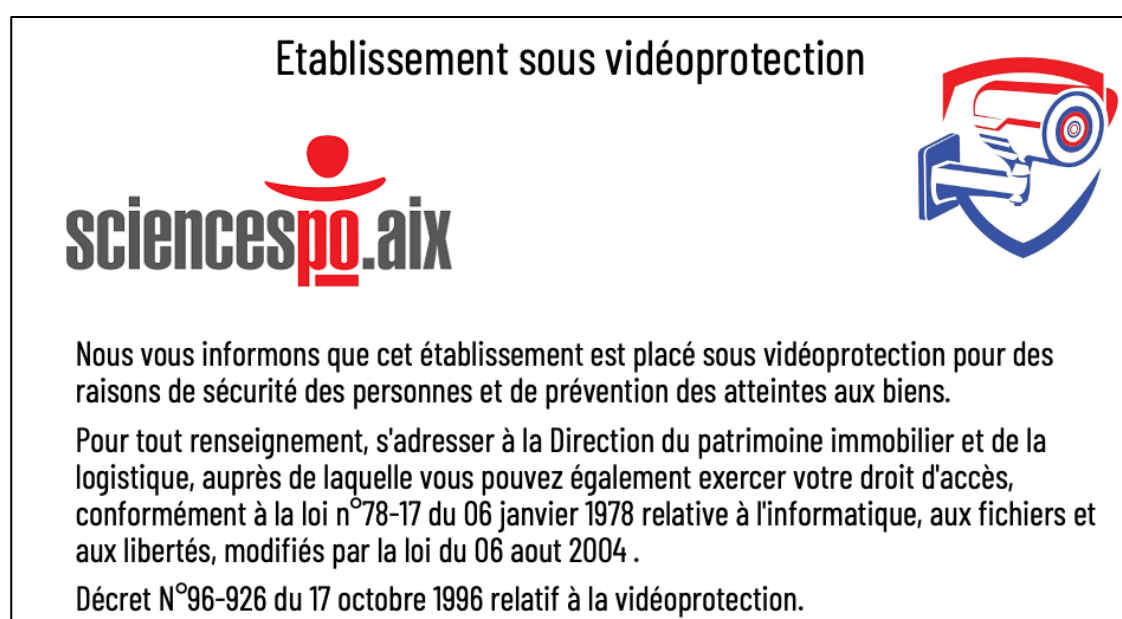 Etablissement sous vidéoprotection
sciencespo.aix
Nous vous informons que cet établissement est placé sous vidéoprotection pour des
raisons de sécurité des personnes et de prévention des atteintes aux biens.
Pour tout renseignement, s'adresser à la Direction du patrimoine immobilier et de la
logistique, auprès de laquelle vous pouvez également exercer votre droit d'accès,
conformément à la loi n°78-17 du 06 janvier 1978 relative à l'informatique, aux fichiers et
aux libertés, modifiés par la loi du 06 aout 2004 .
Décret N°96-926 du 17 octobre 1996 relatif à la vidéoprotection.